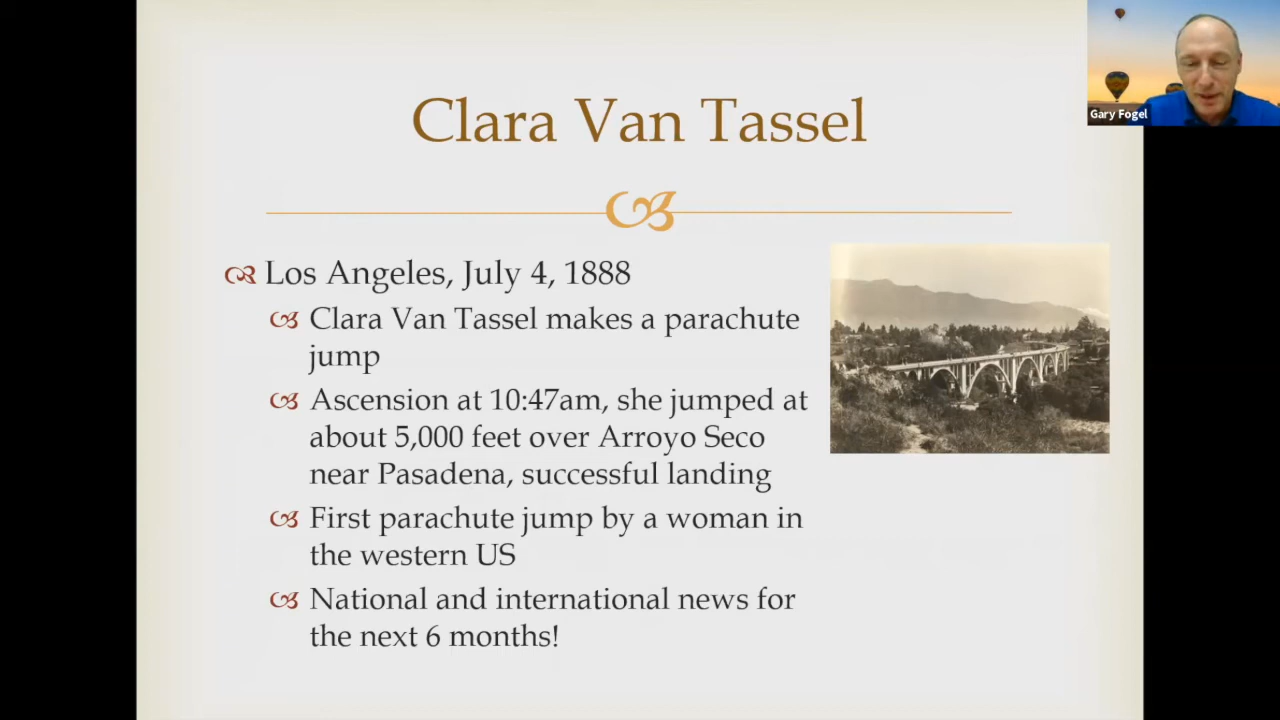 Clara Van Tassel
Los Angeles, July 4, 1888
Clara Van Tassel makes a parachute
jump
Ascension at 10:47am, she jumped at
about 5,000 feet over Arroyo Seco
near Pasadena, successful landing
First parachute jump by a woman in
the western US
National and international news for
the next 6 months!
Gary Fogel